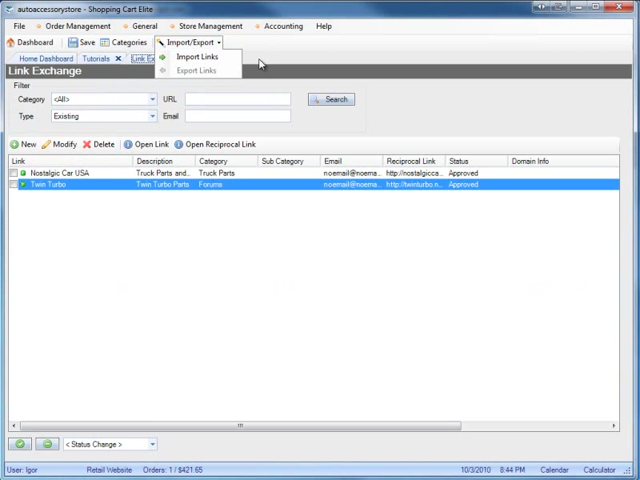 autoaccessorystore - Shopping Cart Elite
File Order Management General Store Management Accounting Help
Dashboard Save Categories Import/Export
Home Dashboard Tutorials Link Ex
Import Links
Export Links
Link Exchange
Filter
Category <All> URL Search
Type Existing Email
New Modify Delete Open Link Open Reciprocal Link
Link Description Category Sub Category Email Reciprocal Link Status Domain Info
Nostalgic Car USA Truck Parts and... Truck Parts noemail@noema... http://nostalgicca... Approved
Twin Turbo Twin Turbo Parts Forums noemail@noema... http://twinturbo.n... Approved
< Status Change >
User: Igor Retail Website Orders: 1 / $421.65 10/3/2010 8:44 PM Calendar Calculator